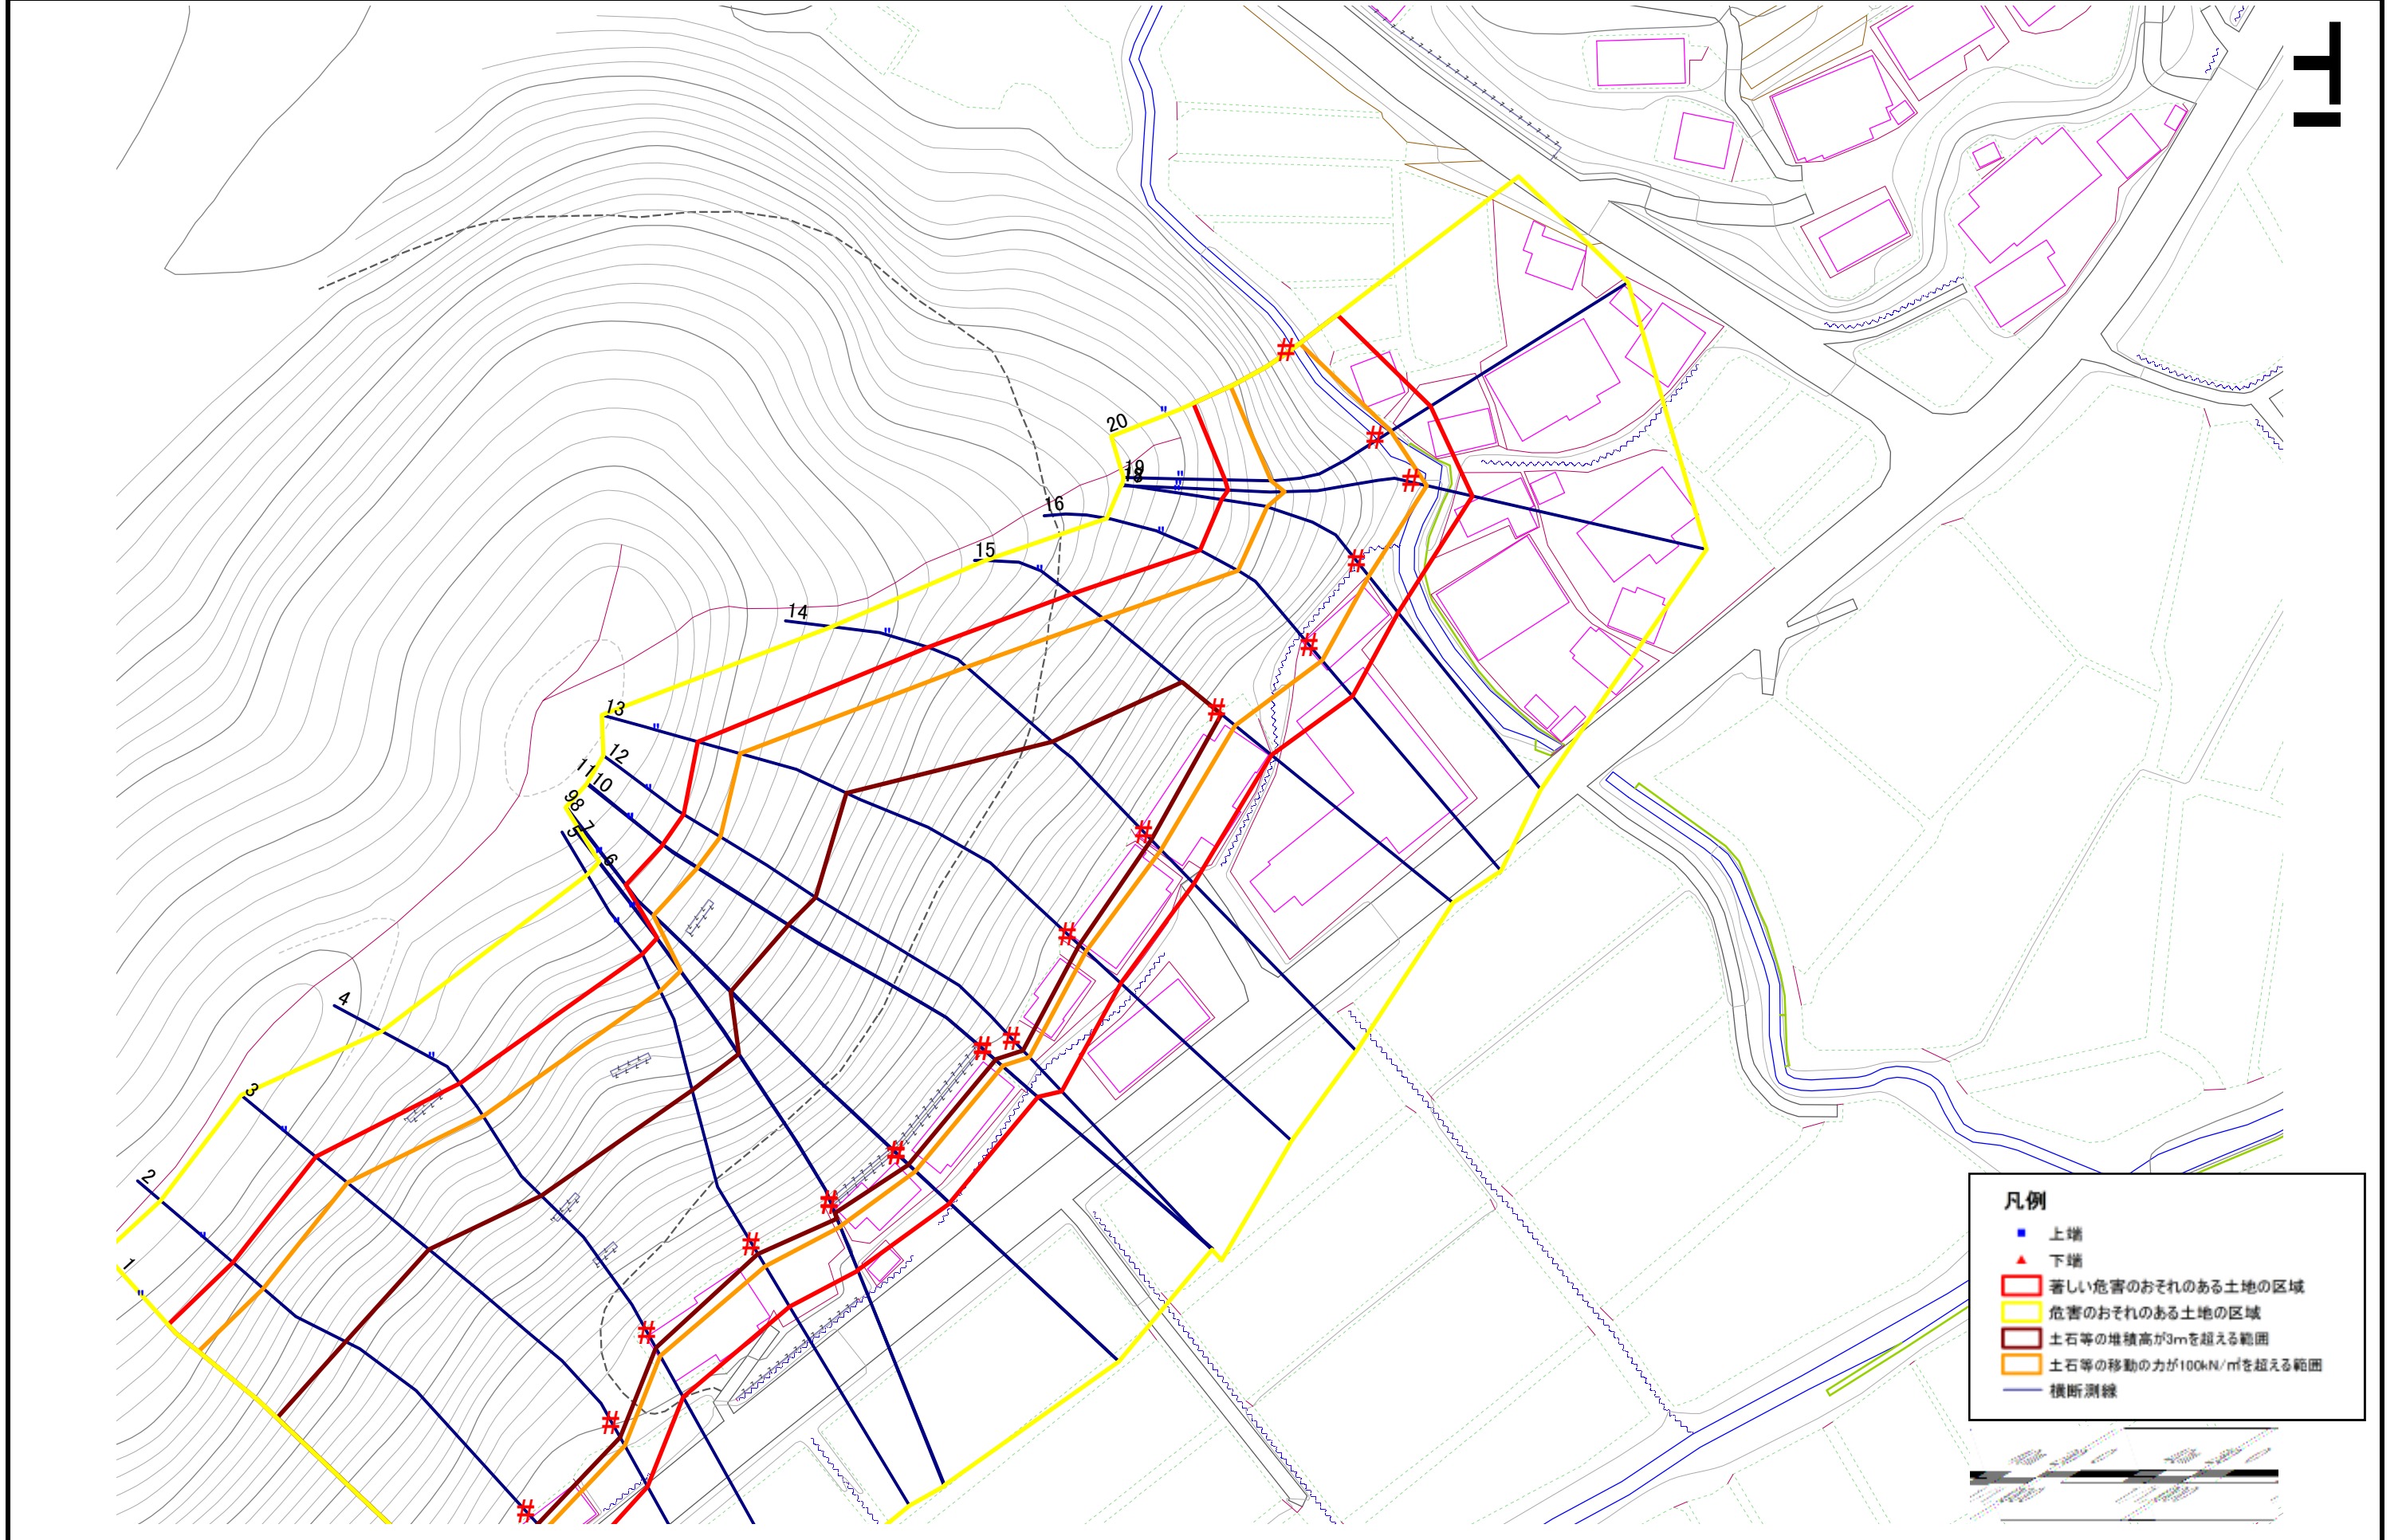 20
19
16
15
14
13
12
11
10
9
8
7
5
6
4
3
2
1
凡例
上端
下端
著しい危害のおそれのある土地の区域
危害のおそれのある土地の区域
土石等の堆積高が3mを超える範囲
土石等の移動の力が100kN/㎡を超える範囲
横断測線